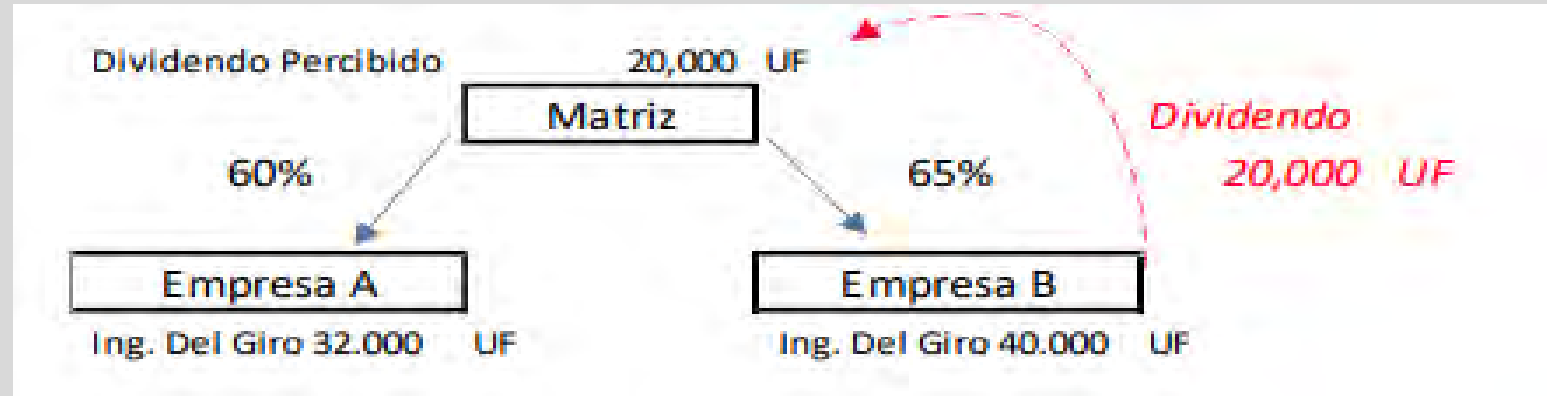 Dividendo Percibido 20,000 UF
Matriz
Dividendo
60% 65% 20,000 UF
Empresa A Empresa B
Ing. Del Giro 32.000 UF Ing. Del Giro 40.000 UF